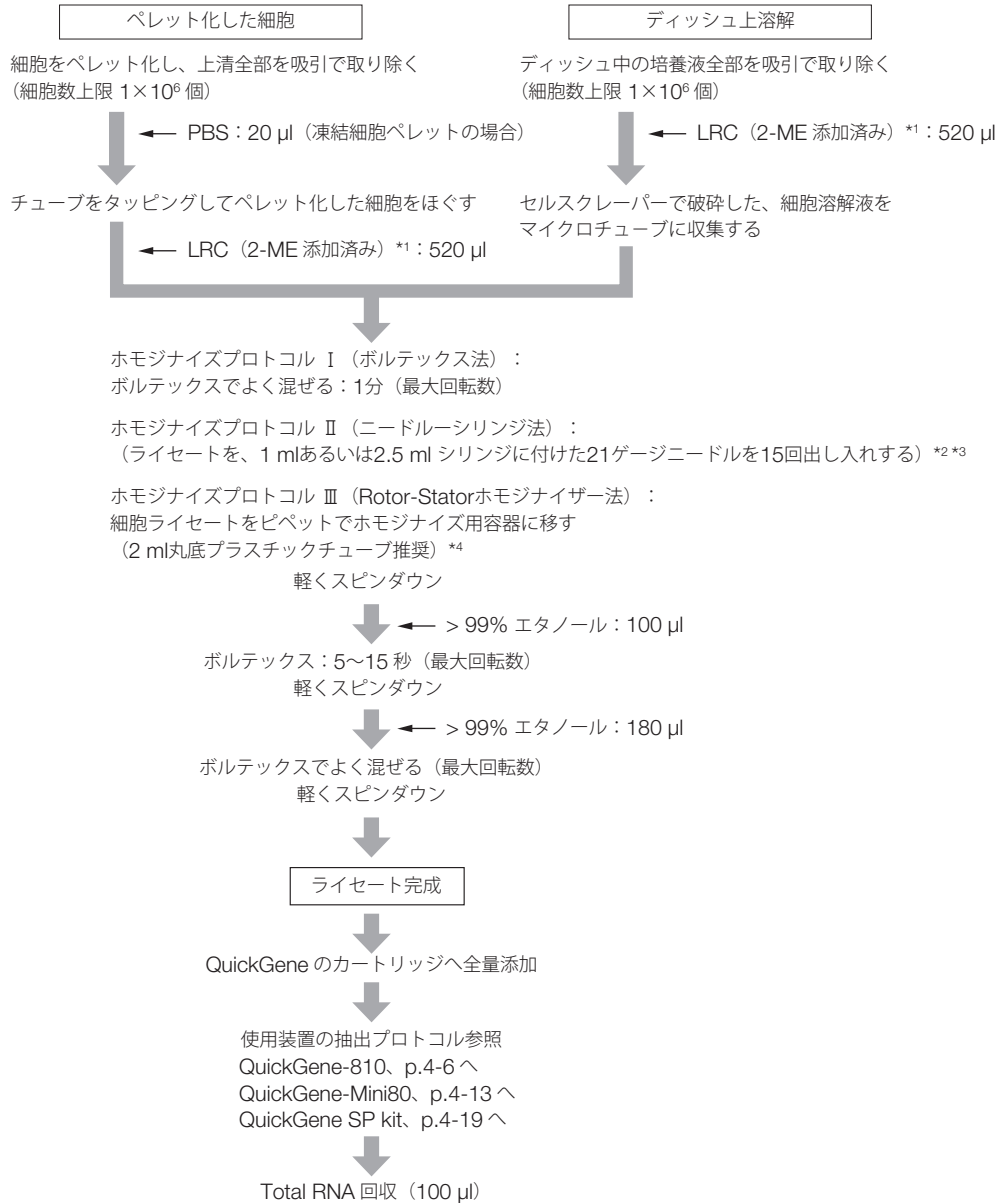 ペレット化した細胞
細胞をペレット化し、上清全部を吸引で取り除く
（細胞数上限 1×10⁶ 個）
PBS：20 µl（凍結細胞ペレットの場合）
チューブをタッピングしてペレット化した細胞をほぐす
LRC（2-ME 添加済み）*¹：520 µl
ディッシュ上溶解
ディッシュ中の培養液全部を吸引で取り除く
（細胞数上限 1×10⁶ 個）
LRC（2-ME 添加済み）*¹：520 µl
セルスクレーパーで破砕した、細胞溶解液を
マイクロチューブに収集する
ホモジナイズプロトコル Ⅰ（ボルテックス法）：
ボルテックスでよく混ぜる：1分（最大回転数）
ホモジナイズプロトコル Ⅱ（ニードルーシリンジ法）：
（ライセートを、1 mlあるいは2.5 ml シリンジに付けた21ゲージニードルを15回出し入れする）*² *³
ホモジナイズプロトコル Ⅲ（Rotor-Statorホモジナイザー法）：
細胞ライセートをピペットでホモジナイズ用容器に移す
（2 ml丸底プラスチックチューブ推奨）*⁴
軽くスピンダウン
> 99% エタノール：100 µl
ボルテックス：5〜15 秒（最大回転数）
軽くスピンダウン
> 99% エタノール：180 µl
ボルテックスでよく混ぜる（最大回転数）
軽くスピンダウン
ライセート完成
QuickGene のカートリッジへ全量添加
使用装置の抽出プロトコル参照
QuickGene-810、p.4-6 へ
QuickGene-Mini80、p.4-13 へ
QuickGene SP kit、p.4-19 へ
Total RNA 回収（100 µl）